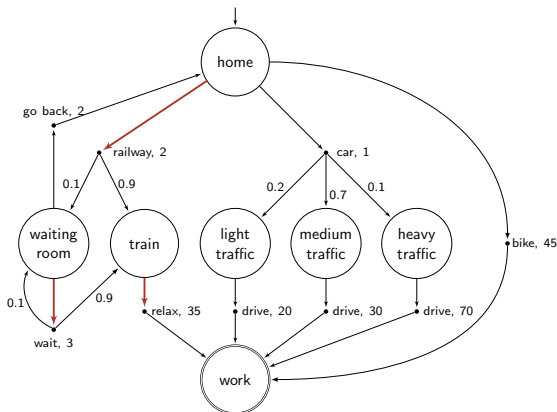 home
go back, 2
railway, 2
car, 1
0.1
0.9
0.2
0.7
0.1
waiting
room
train
light
traffic
medium
traffic
heavy
traffic
bike, 45
0.1
0.9
wait, 3
relax, 35
drive, 20
drive, 30
drive, 70
work